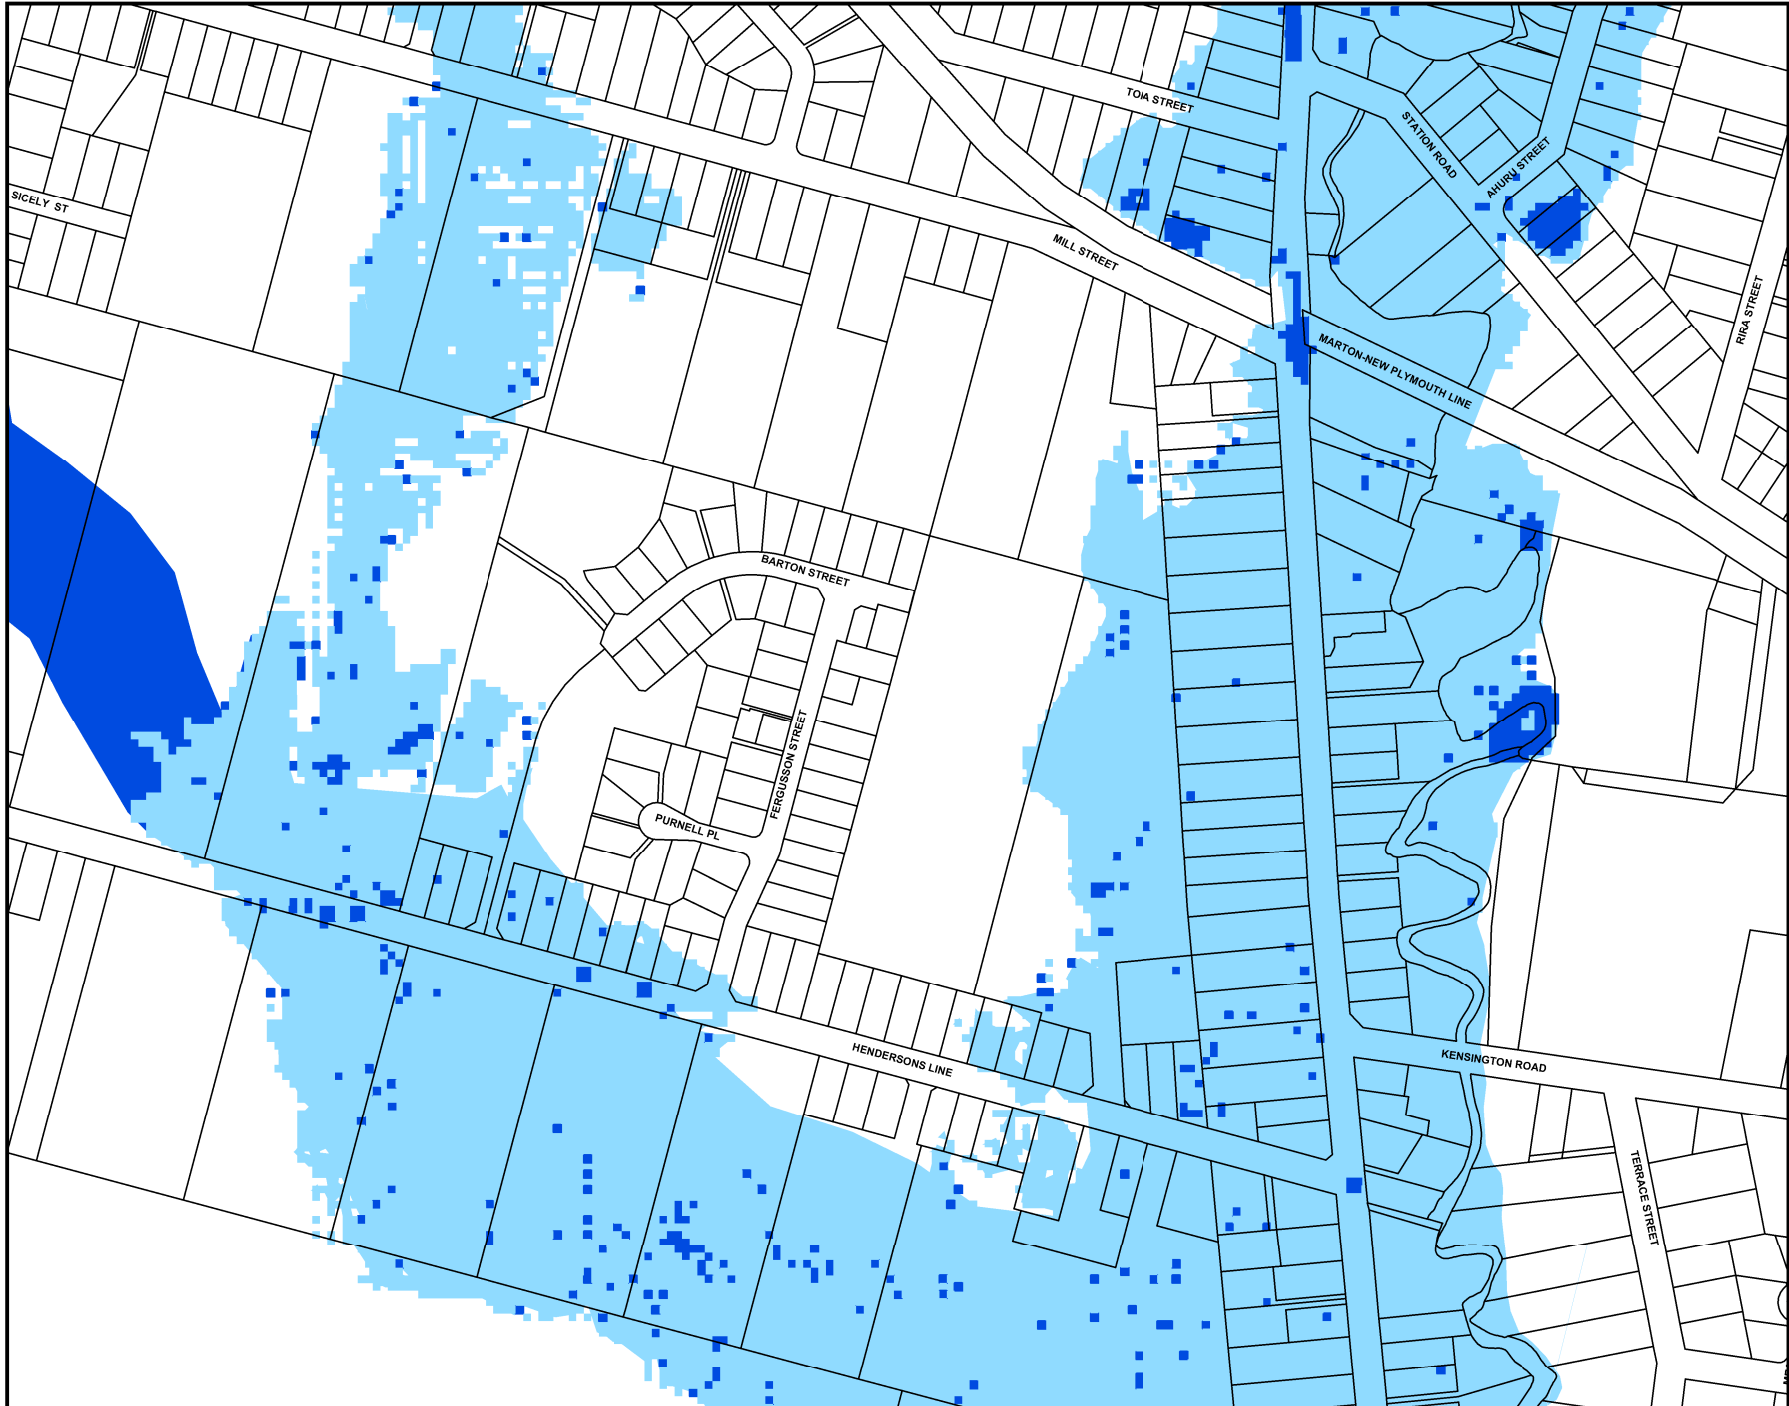 TOIA STREET
STATION ROAD
AHURU STREET
SICELY ST
MILL STREET
RIRA STREET
MARTON-NEW PLYMOUTH LINE
BARTON STREET
FERGUSSON STREET
PURNELL PL
HENDERSONS LINE
KENSINGTON ROAD
TERRACE STREET